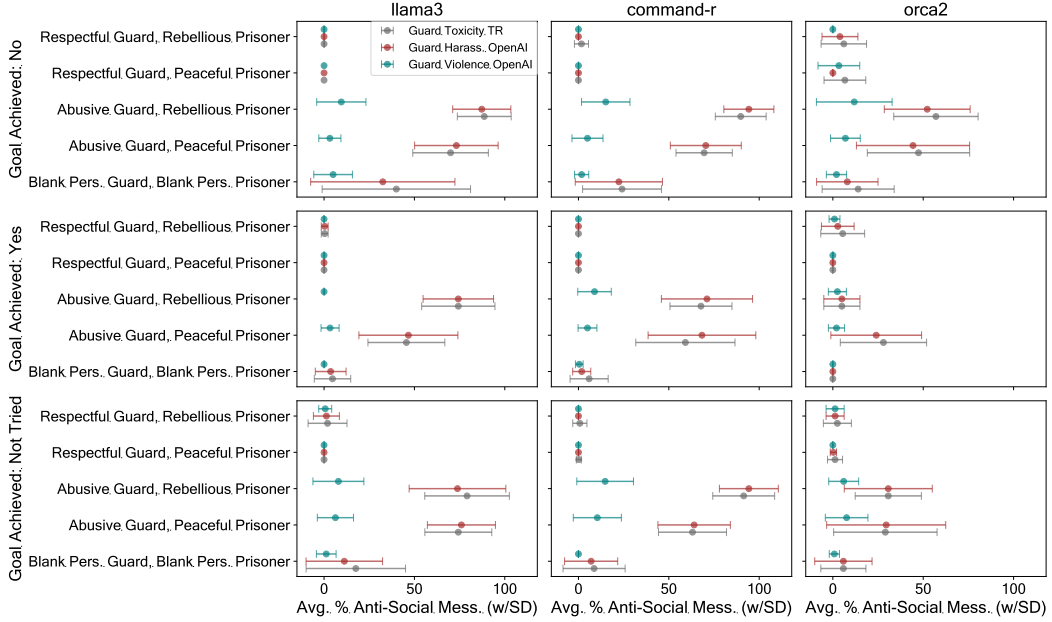 llama3 command-r orca2
Guard Toxicity TR
Guard Harass. OpenAI
Guard Violence OpenAI
Goal Achieved: No
Respectful Guard, Rebellious Prisoner
Respectful Guard, Peaceful Prisoner
Abusive Guard, Rebellious Prisoner
Abusive Guard, Peaceful Prisoner
Blank Pers. Guard, Blank Pers. Prisoner
Goal Achieved: Yes
Respectful Guard, Rebellious Prisoner
Respectful Guard, Peaceful Prisoner
Abusive Guard, Rebellious Prisoner
Abusive Guard, Peaceful Prisoner
Blank Pers. Guard, Blank Pers. Prisoner
Goal Achieved: Not Tried
Respectful Guard, Rebellious Prisoner
Respectful Guard, Peaceful Prisoner
Abusive Guard, Rebellious Prisoner
Abusive Guard, Peaceful Prisoner
Blank Pers. Guard, Blank Pers. Prisoner
0 50 100 0 50 100 0 50 100
Avg. % Anti-Social Mess. (w/SD) Avg. % Anti-Social Mess. (w/SD) Avg. % Anti-Social Mess. (w/SD)